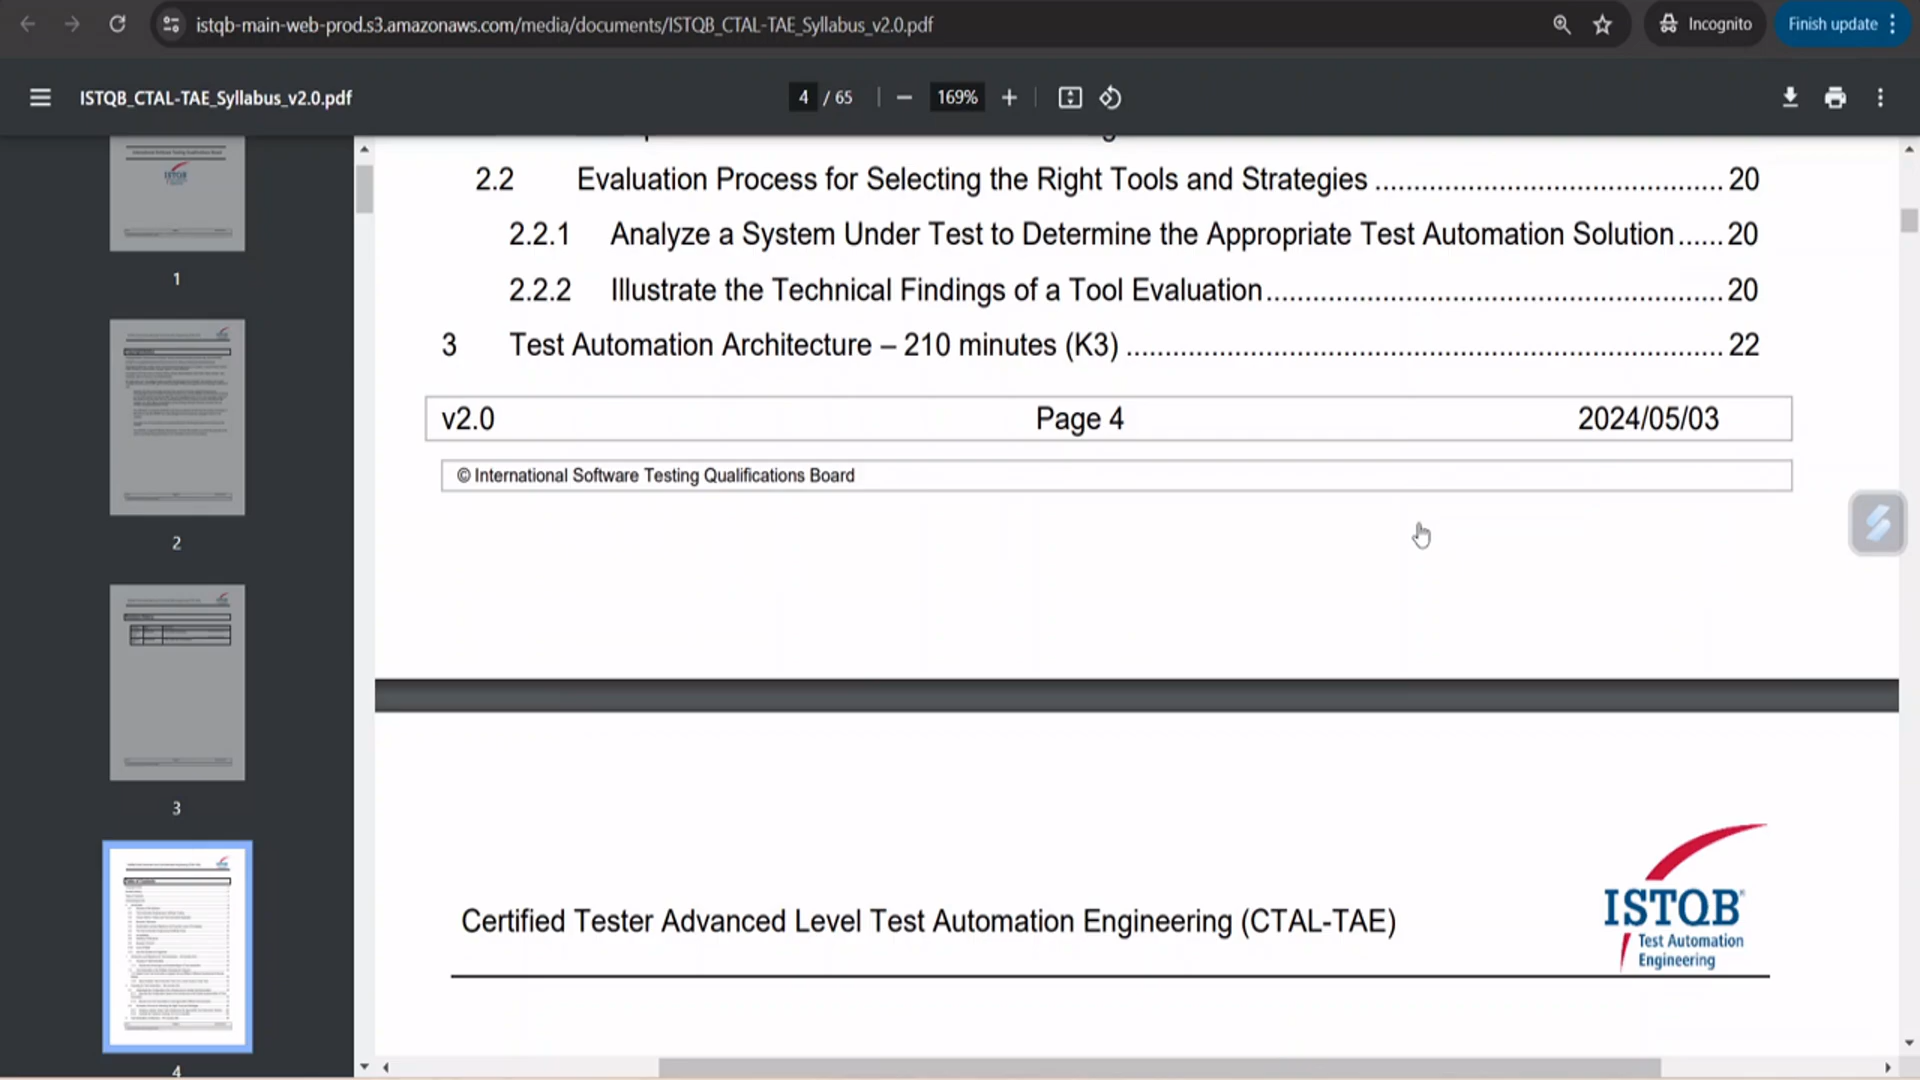 istqb-main-web-prod.s3.amazonaws.com/media/documents/ISTQB_CTAL-TAE_Syllabus_v2.0.pdf
Incognito
Finish update
ISTQB_CTAL-TAE_Syllabus_v2.0.pdf
4 / 65
169%
2.2 Evaluation Process for Selecting the Right Tools and Strategies 20
2.2.1 Analyze a System Under Test to Determine the Appropriate Test Automation Solution 20
2.2.2 Illustrate the Technical Findings of a Tool Evaluation 20
3 Test Automation Architecture – 210 minutes (K3) 22
v2.0 Page 4 2024/05/03
© International Software Testing Qualifications Board
Certified Tester Advanced Level Test Automation Engineering (CTAL-TAE)
ISTQB®
Test Automation
Engineering
ISTQB
1
2
3
4